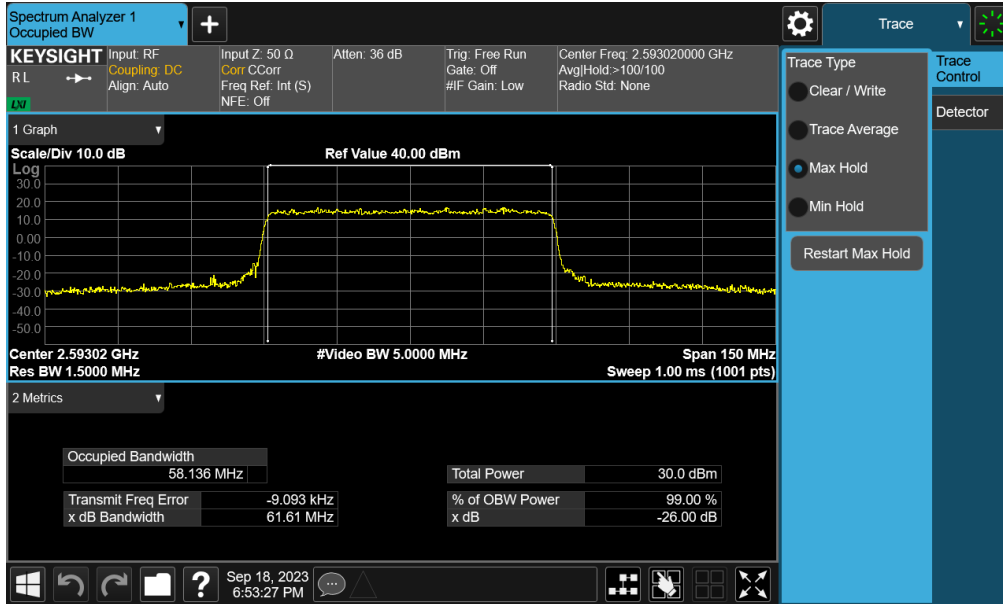 Spectrum Analyzer 1
Occupied BW
Trace
KEYSIGHT
Input: RF
Coupling: DC
Align: Auto
Input Z: 50 Ω
Corr CCorr
Freq Ref: Int (S)
NFE: Off
Atten: 36 dB
Trig: Free Run
Gate: Off
#IF Gain: Low
Center Freq: 2.593020000 GHz
Avg|Hold:>100/100
Radio Std: None
R L
LXI
Trace Type
Clear / Write
Trace Average
Max Hold
Min Hold
Restart Max Hold
Trace
Control
Detector
1 Graph
Scale/Div 10.0 dB
Ref Value 40.00 dBm
Log
30.0
20.0
10.0
0.00
-10.0
-20.0
-30.0
-40.0
-50.0
Center 2.59302 GHz
#Video BW 5.0000 MHz
Span 150 MHz
Res BW 1.5000 MHz
Sweep 1.00 ms (1001 pts)
2 Metrics
Occupied Bandwidth
58.136 MHz
Total Power 30.0 dBm
Transmit Freq Error -9.093 kHz
% of OBW Power 99.00 %
x dB Bandwidth 61.61 MHz
x dB -26.00 dB
?
Sep 18, 2023
6:53:27 PM